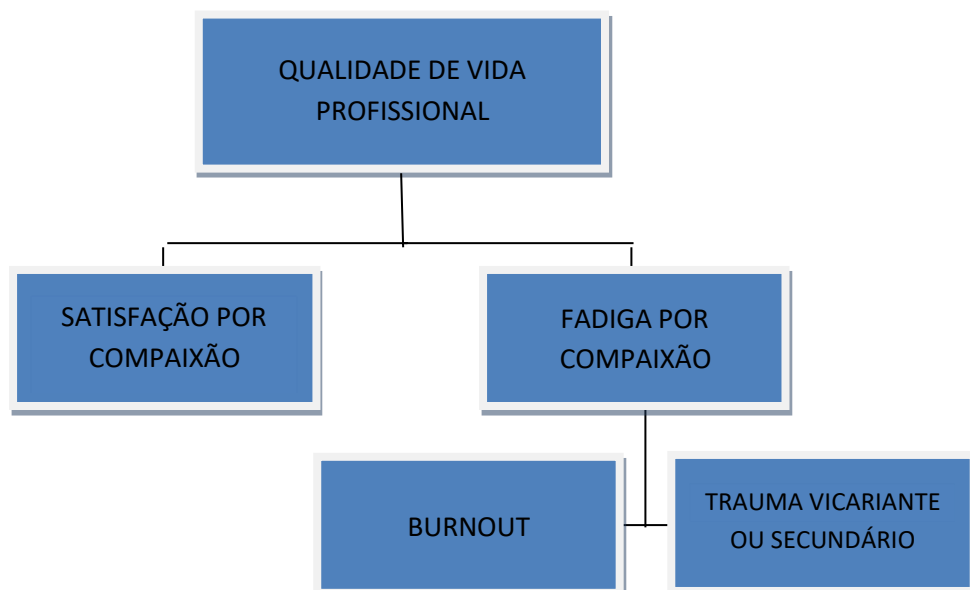 QUALIDADE DE VIDA
PROFISSIONAL
SATISFAÇÃO POR
COMPAIXÃO
FADIGA POR
COMPAIXÃO
BURNOUT
TRAUMA VICARIANTE
OU SECUNDÁRIO